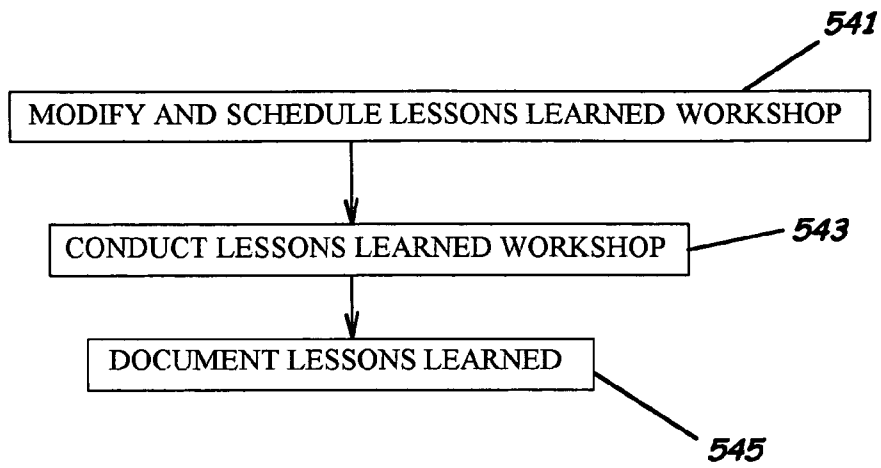 541
MODIFY AND SCHEDULE LESSONS LEARNED WORKSHOP
CONDUCT LESSONS LEARNED WORKSHOP
543
DOCUMENT LESSONS LEARNED
545